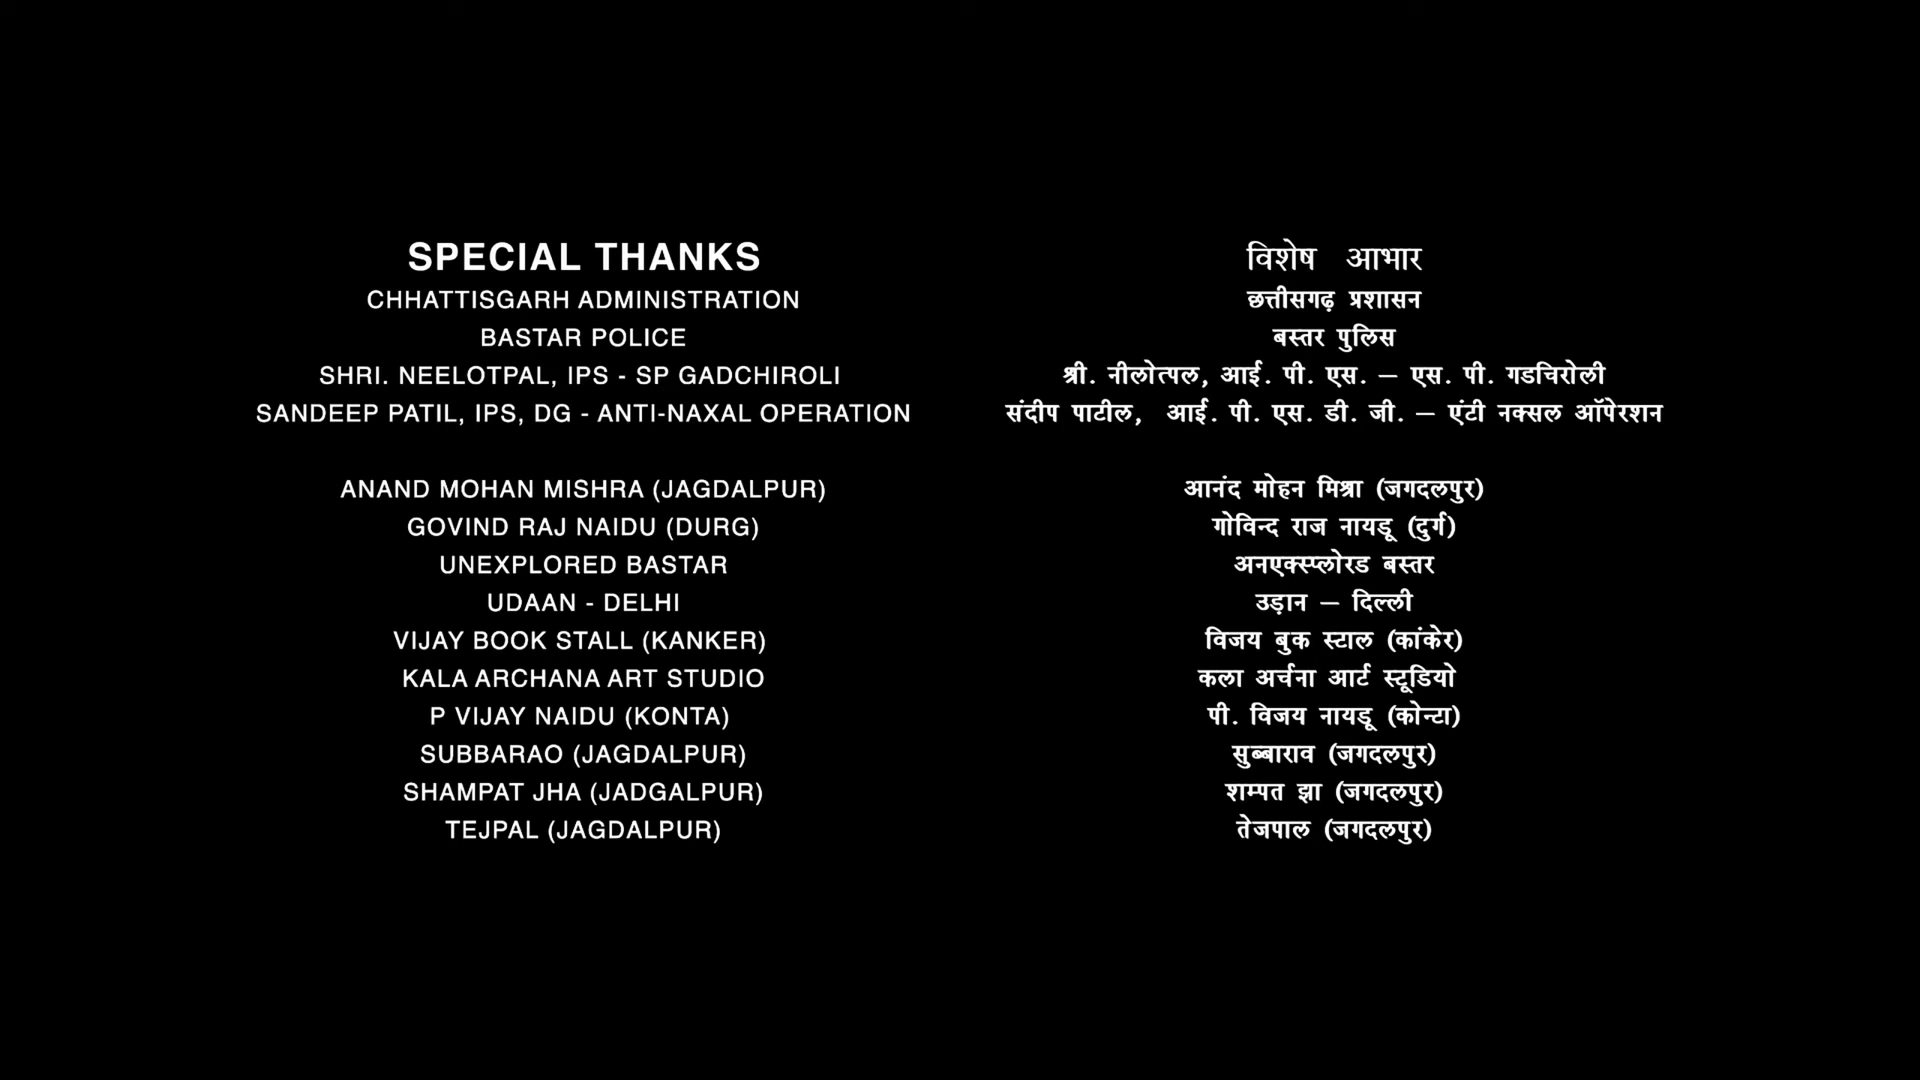 SPECIAL THANKS
CHHATTISGARH ADMINISTRATION
BASTAR POLICE
SHRI. NEELOTPAL, IPS - SP GADCHIROLI
SANDEEP PATIL, IPS, DG - ANTI-NAXAL OPERATION
ANAND MOHAN MISHRA (JAGDALPUR)
GOVIND RAJ NAIDU (DURG)
UNEXPLORED BASTAR
UDAAN - DELHI
VIJAY BOOK STALL (KANKER)
KALA ARCHANA ART STUDIO
P VIJAY NAIDU (KONTA)
SUBBARAO (JAGDALPUR)
SHAMPAT JHA (JADGALPUR)
TEJPAL (JAGDALPUR)
विशेष आभार
छत्तीसगढ़ प्रशासन
बस्तर पुलिस
श्री. नीलोत्पल, आई. पी. एस. – एस. पी. गडचिरोली
संदीप पाटील, आई. पी. एस. डी. जी. – एंटी नक्सल ऑपेरशन
आनंद मोहन मिश्रा (जगदलपुर)
गोविन्द राज नायडू (दुर्ग)
अनएक्स्प्लोरड बस्तर
उड़ान – दिल्ली
विजय बुक स्टाल (कांकेर)
कला अर्चना आर्ट स्टूडियो
पी. विजय नायडू (कोन्टा)
सुब्बाराव (जगदलपुर)
शम्पत झा (जगदलपुर)
तेजपाल (जगदलपुर)